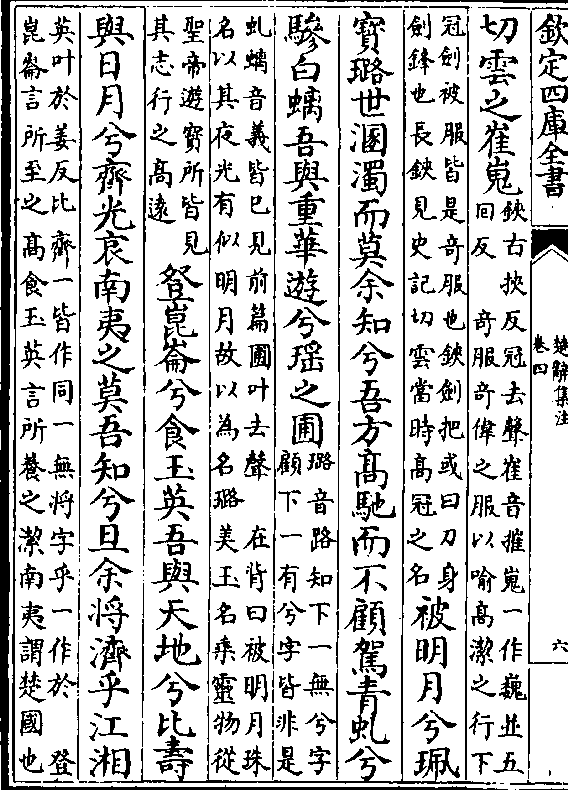 欽定四庫全書
楚辭集注
卷四
六
切雲之崔嵬
鋏右挾反冠去聲崔音摧嵬一作巍並五
回反 奇服奇偉之服以喻高潔之行下
冠劍被服皆是奇服也鋏劍把或曰刀身
劍鋒也長鋏見史記切雲當時高冠之名
被明月兮珮
寶璐世溷濁而莫余知兮吾方高馳而不顧駕青虬兮
驂白螭吾與重華遊兮瑶之圃
璐音路知下一無兮字
顧下一有兮字皆非是
虬螭音義皆已見前篇圃叶去聲 在背曰被明月珠
名以其夜光有似明月故以為名璐美玉名乗靈物從
聖帝遊寶所皆見
其志行之高遠
登崑崙兮食玉英吾與天地兮比壽
與日月兮齊光哀南夷之莫吾知兮旦余将濟乎江湘
英叶於姜反比齊一皆作同一無将字乎一作於 登
崑崙言所至之高食玉英言所養之潔南夷謂楚國也